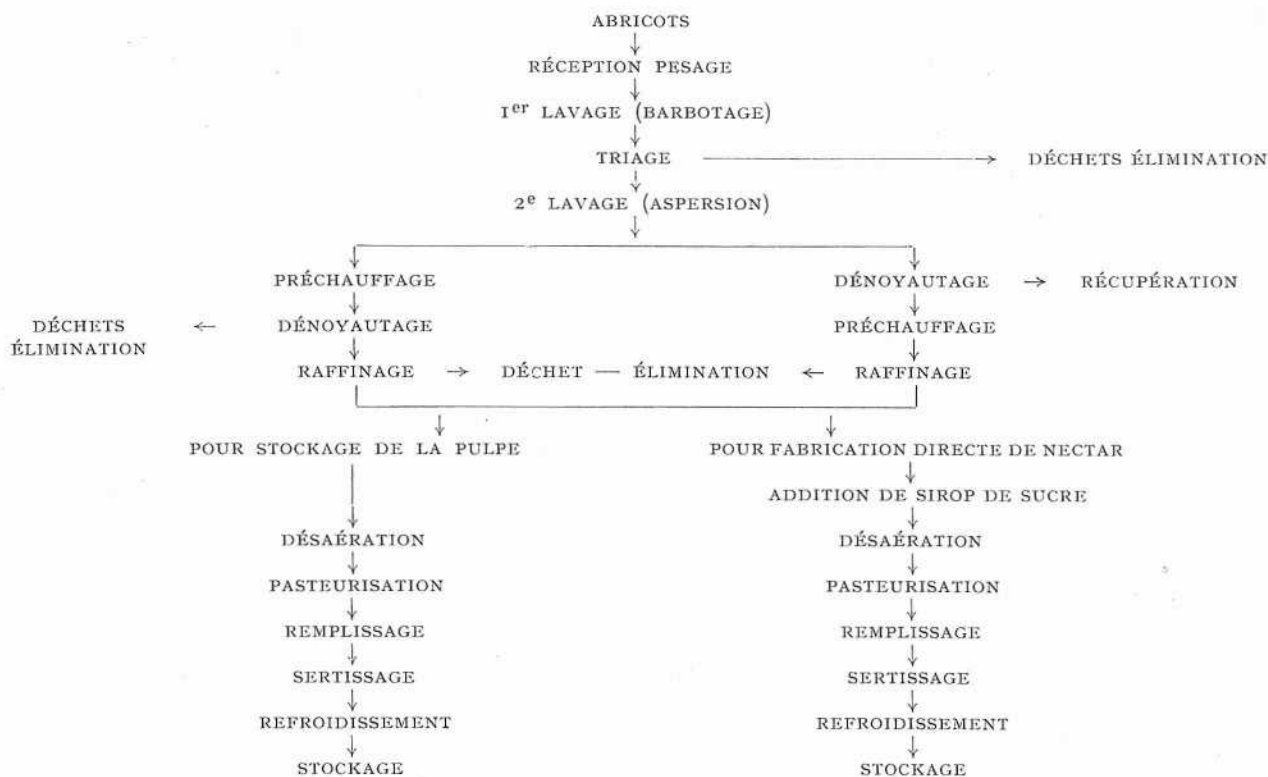 ABRICOTS
RÉCEPTION PESAGE
1er LAVAGE (BARBOTAGE)
TRIAGE → DÉCHETS ÉLIMINATION
2e LAVAGE (ASPERSION)
PRÉCHAUFFAGE DÉNOYAUTAGE → RÉCUPÉRATION
DÉCHETS ← DÉNOYAUTAGE PRÉCHAUFFAGE
ÉLIMINATION
RAFFINAGE → DÉCHET — ÉLIMINATION ← RAFFINAGE
POUR STOCKAGE DE LA PULPE POUR FABRICATION DIRECTE DE NECTAR
ADDITION DE SIROP DE SUCRE
DÉSAÉRATION DÉSAÉRATION
PASTEURISATION PASTEURISATION
REMPLISSAGE REMPLISSAGE
SERTISSAGE SERTISSAGE
REFROIDISSEMENT REFROIDISSEMENT
STOCKAGE STOCKAGE